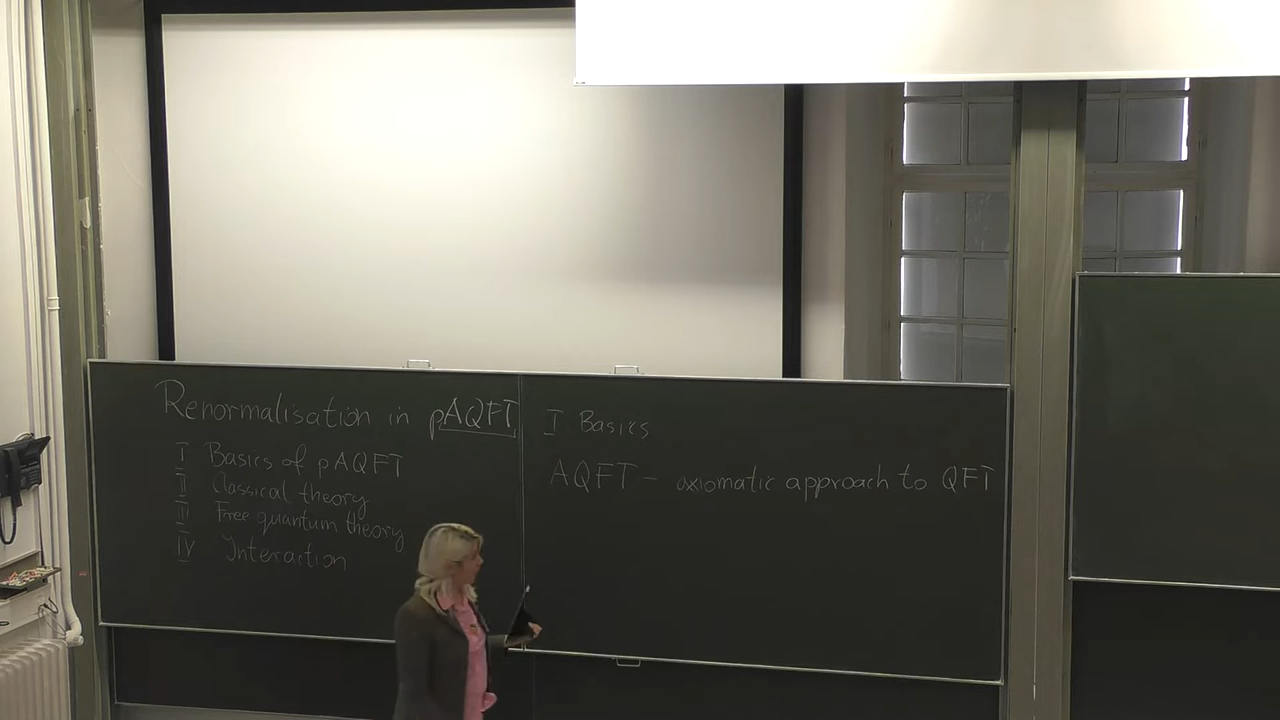 Renormalisation in pAQFT
I Basics of pAQFT
II Classical theory
III Free quantum theory
IV Interaction
I Basics
AQFT - axiomatic approach to QFT